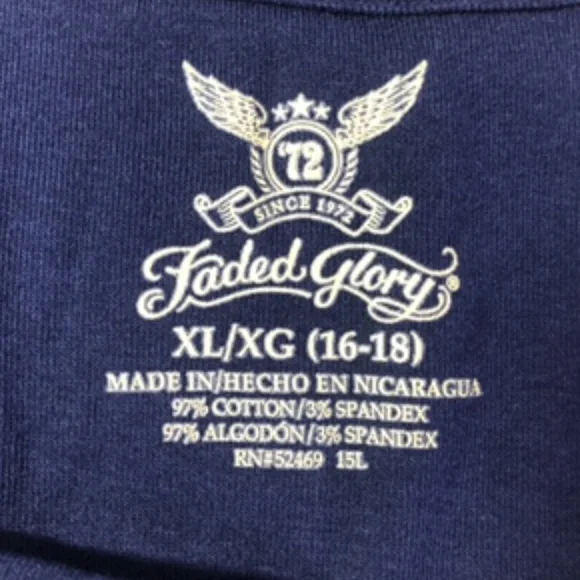 '72
SINCE 1972
Faded Glory®
XL/XG (16-18)
MADE IN/HECHO EN NICARAGUA
97% COTTON/3% SPANDEX
97% ALGODÓN/3% SPANDEX
RN#52469 15L